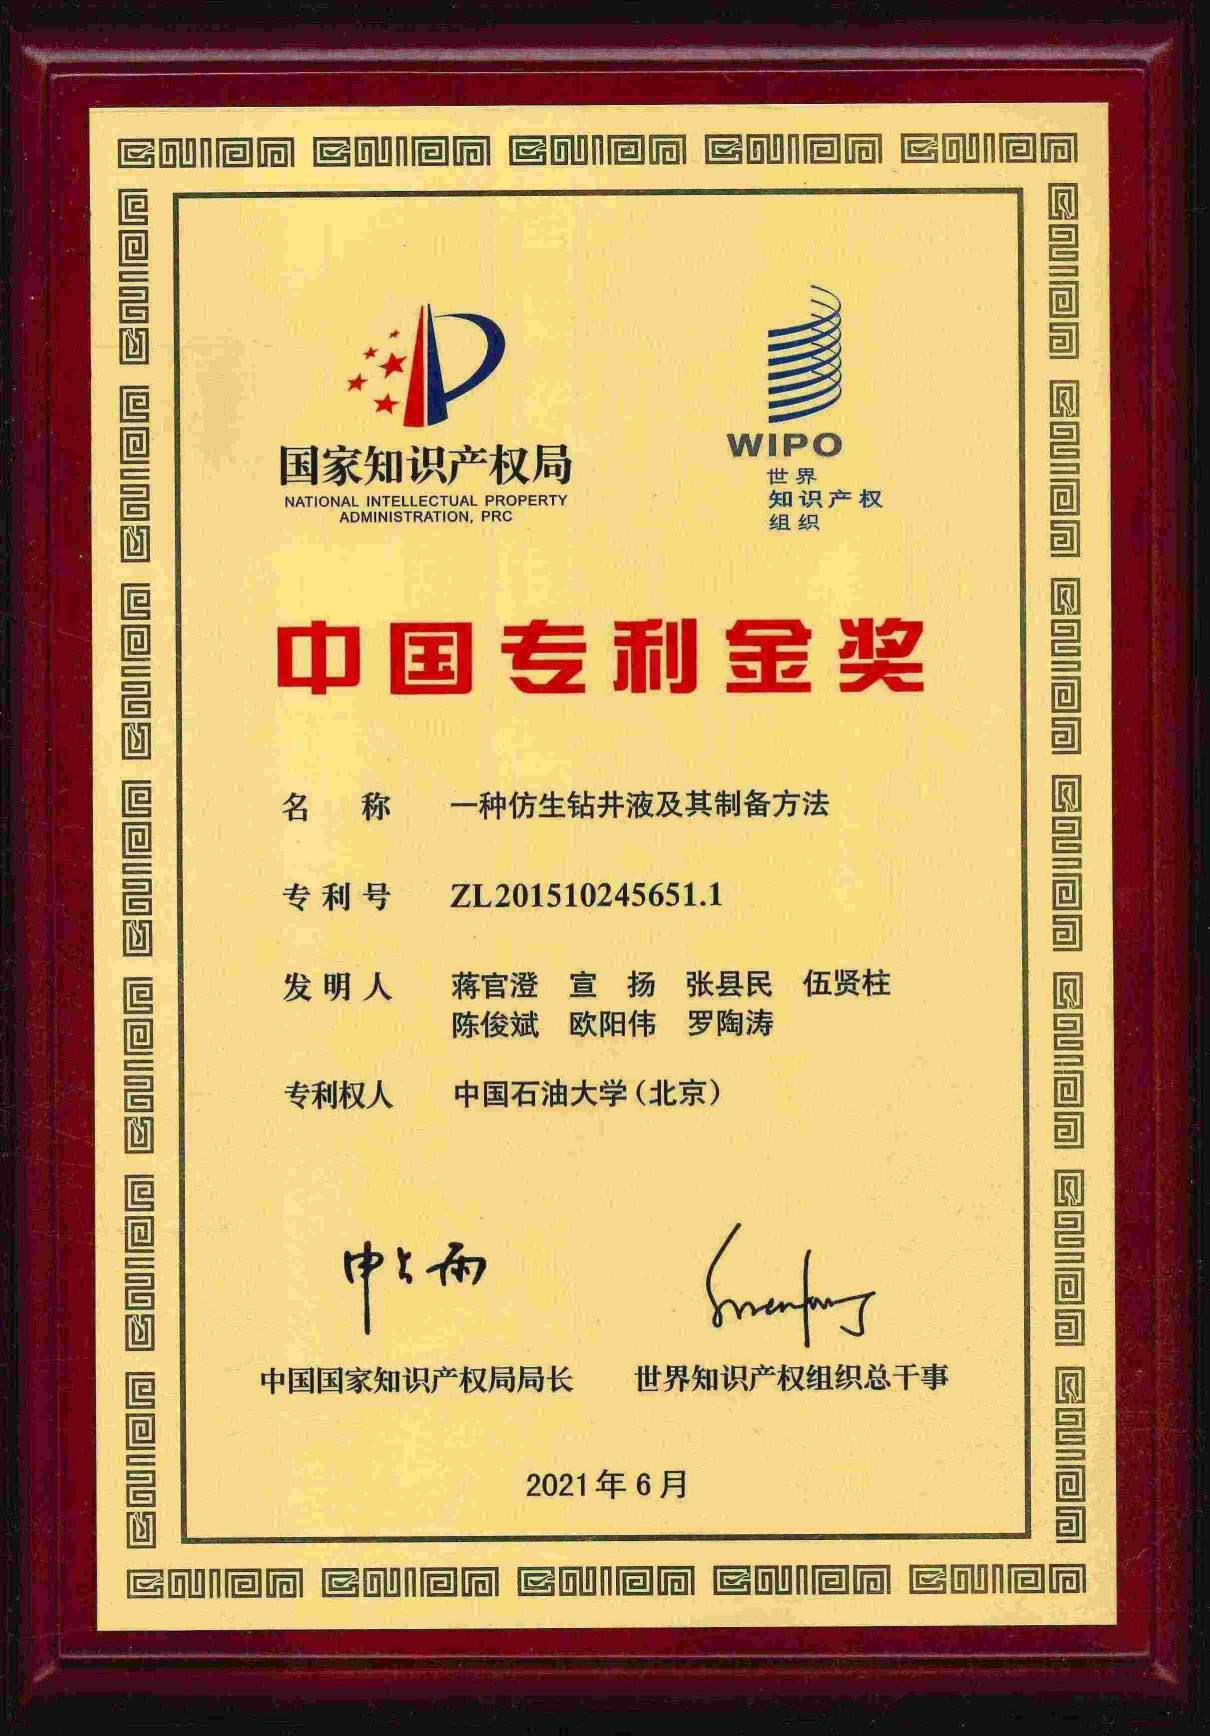 国家知识产权局
NATIONAL INTELLECTUAL PROPERTY
ADMINISTRATION, PRC
WIPO
世界
知识产权
组织
中国专利金奖
名 称 一种仿生钻井液及其制备方法
专利号 ZL201510245651.1
发明人 蒋官澄 宣 扬 张县民 伍贤柱
陈俊斌 欧阳伟 罗陶涛
专利权人 中国石油大学（北京）
申长雨
中国国家知识产权局局长 世界知识产权组织总干事
2021年6月